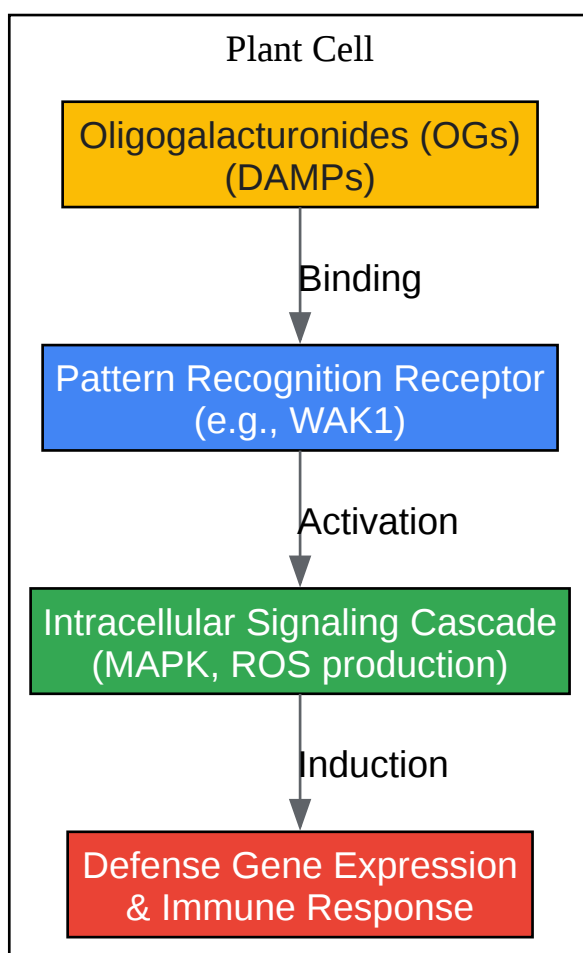 Plant Cell
Oligogalacturonides (OGs)
(DAMPs)
Binding
Pattern Recognition Receptor
(e.g., WAK1)
Activation
Intracellular Signaling Cascade
(MAPK, ROS production)
Induction
Defense Gene Expression
& Immune Response